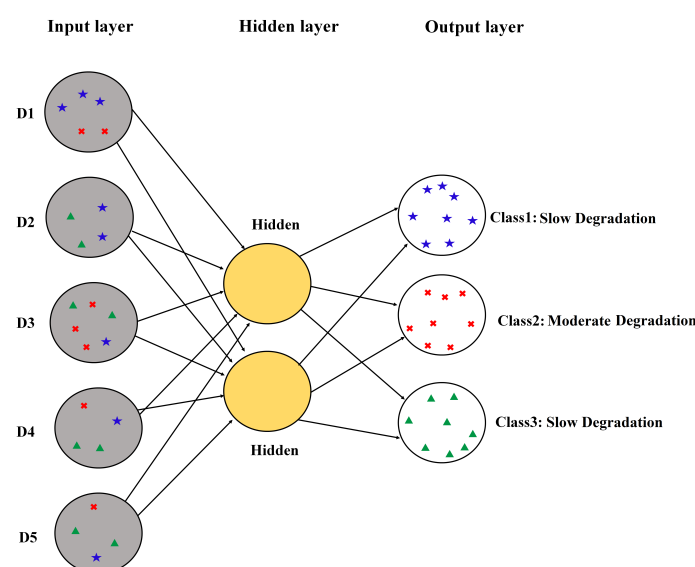 Input layer
Hidden layer
Output layer
D1
D2
D3
D4
D5
Hidden
Hidden
Class1: Slow Degradation
Class2: Moderate Degradation
Class3: Slow Degradation